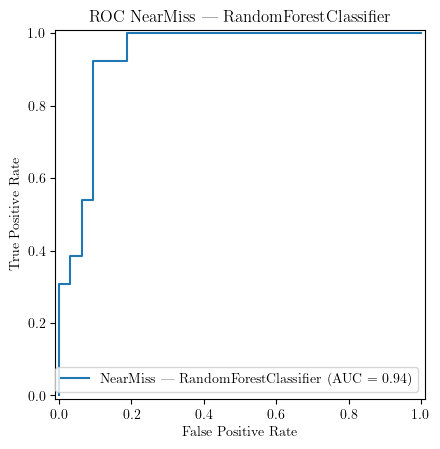 ROC NearMiss — RandomForestClassifier
1.0
0.8
0.6
0.4
0.2
0.0
True Positive Rate
NearMiss — RandomForestClassifier (AUC = 0.94)
0.0 0.2 0.4 0.6 0.8 1.0
False Positive Rate